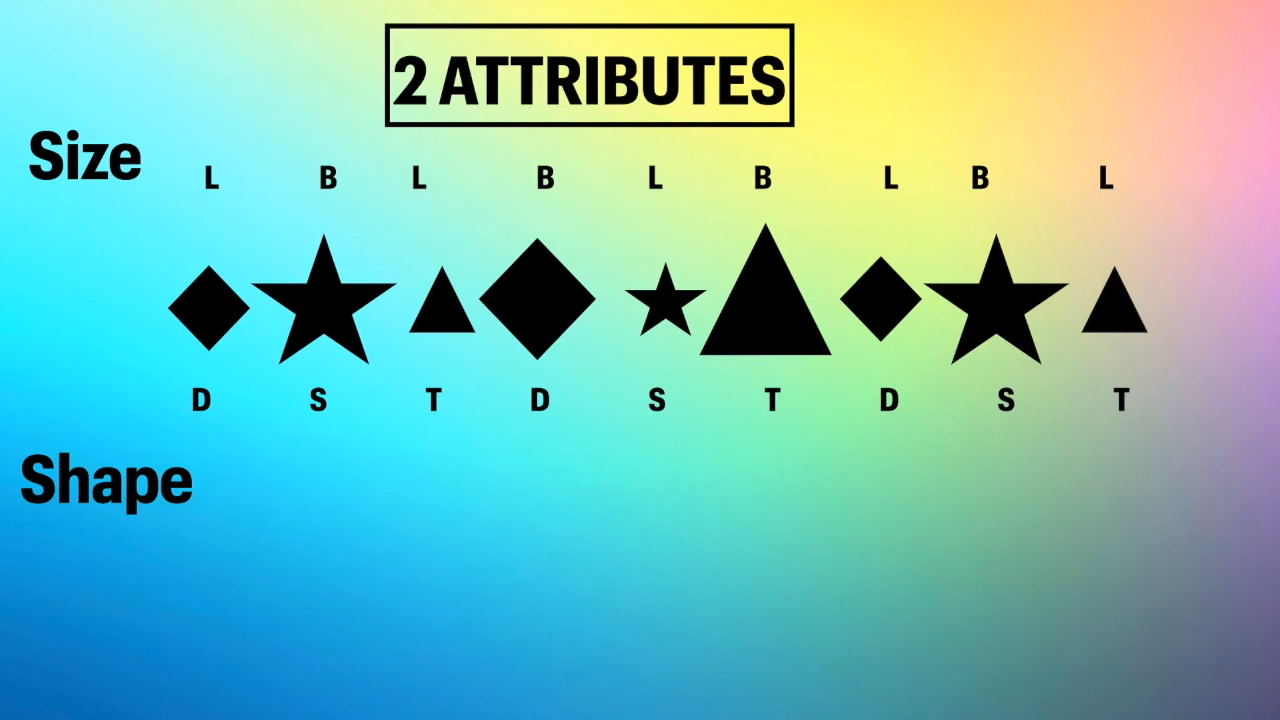 2 ATTRIBUTES
Size
L B L B L B L B L
D S T D S T D S T
Shape